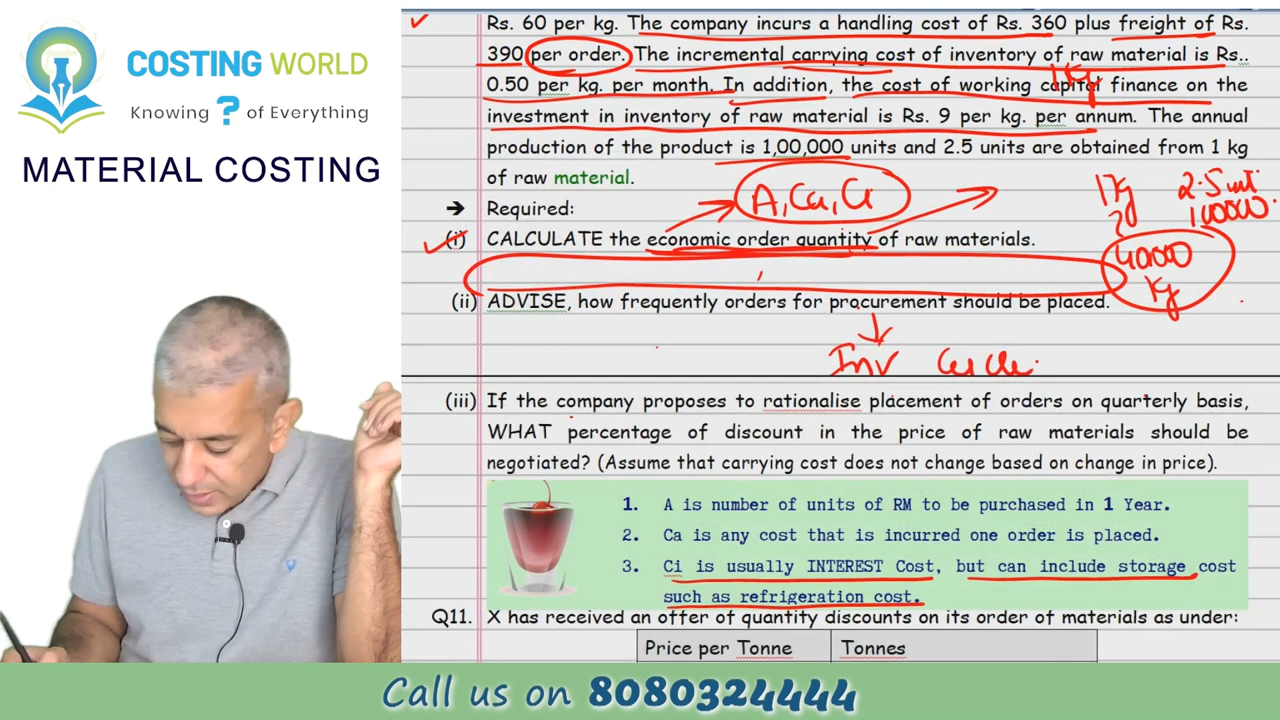 COSTING WORLD
Knowing ? of Everything
MATERIAL COSTING
Rs. 60 per kg. The company incurs a handling cost of Rs. 360 plus freight of Rs.
390 per order. The incremental carrying cost of inventory of raw material is Rs..
0.50 per kg. per month. In addition, the cost of working capital finance on the
1 Kg
investment in inventory of raw material is Rs. 9 per kg. per annum. The annual
production of the product is 1,00,000 units and 2.5 units are obtained from 1 kg
of raw material.
A, Ca, Ci
1 Kg 2.5 unt.
? 100000.
40000
Kg
➔ Required:
(i) CALCULATE the economic order quantity of raw materials.
(ii) ADVISE, how frequently orders for procurement should be placed.
Inv
(iii) If the company proposes to rationalise placement of orders on quarterly basis,
WHAT percentage of discount in the price of raw materials should be
negotiated? (Assume that carrying cost does not change based on change in price).
1. A is number of units of RM to be purchased in 1 Year.
2. Ca is any cost that is incurred one order is placed.
3. Ci is usually INTEREST Cost, but can include storage cost
such as refrigeration cost.
Q11. X has received an offer of quantity discounts on its order of materials as under:
Price per Tonne Tonnes
Call us on 8080324444